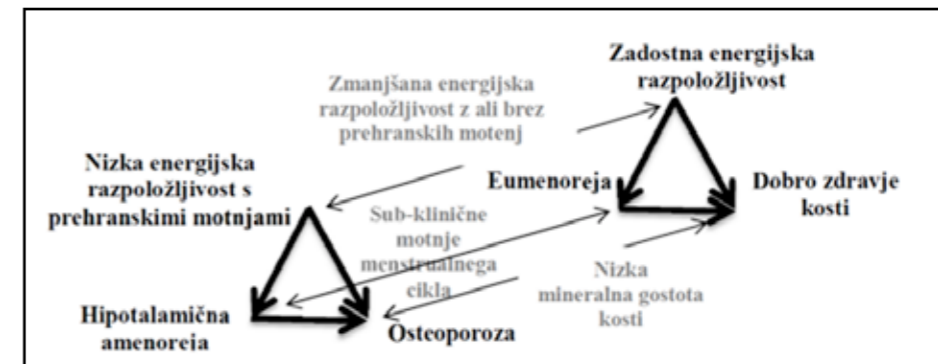 Zadostna energijska
razpoložljivost
Zmanjšana energijska
razpoložljivost z ali brez
prehranskih motenj
Nizka energijska
razpoložljivost s
prehranskimi motnjami
Eumenoreja
Dobro zdravje
kosti
Sub-klinične
motnje
menstrualnega
cikla
Nizka
mineralna gostota
kosti
Hipotalamična
amenoreja
Osteoporoza